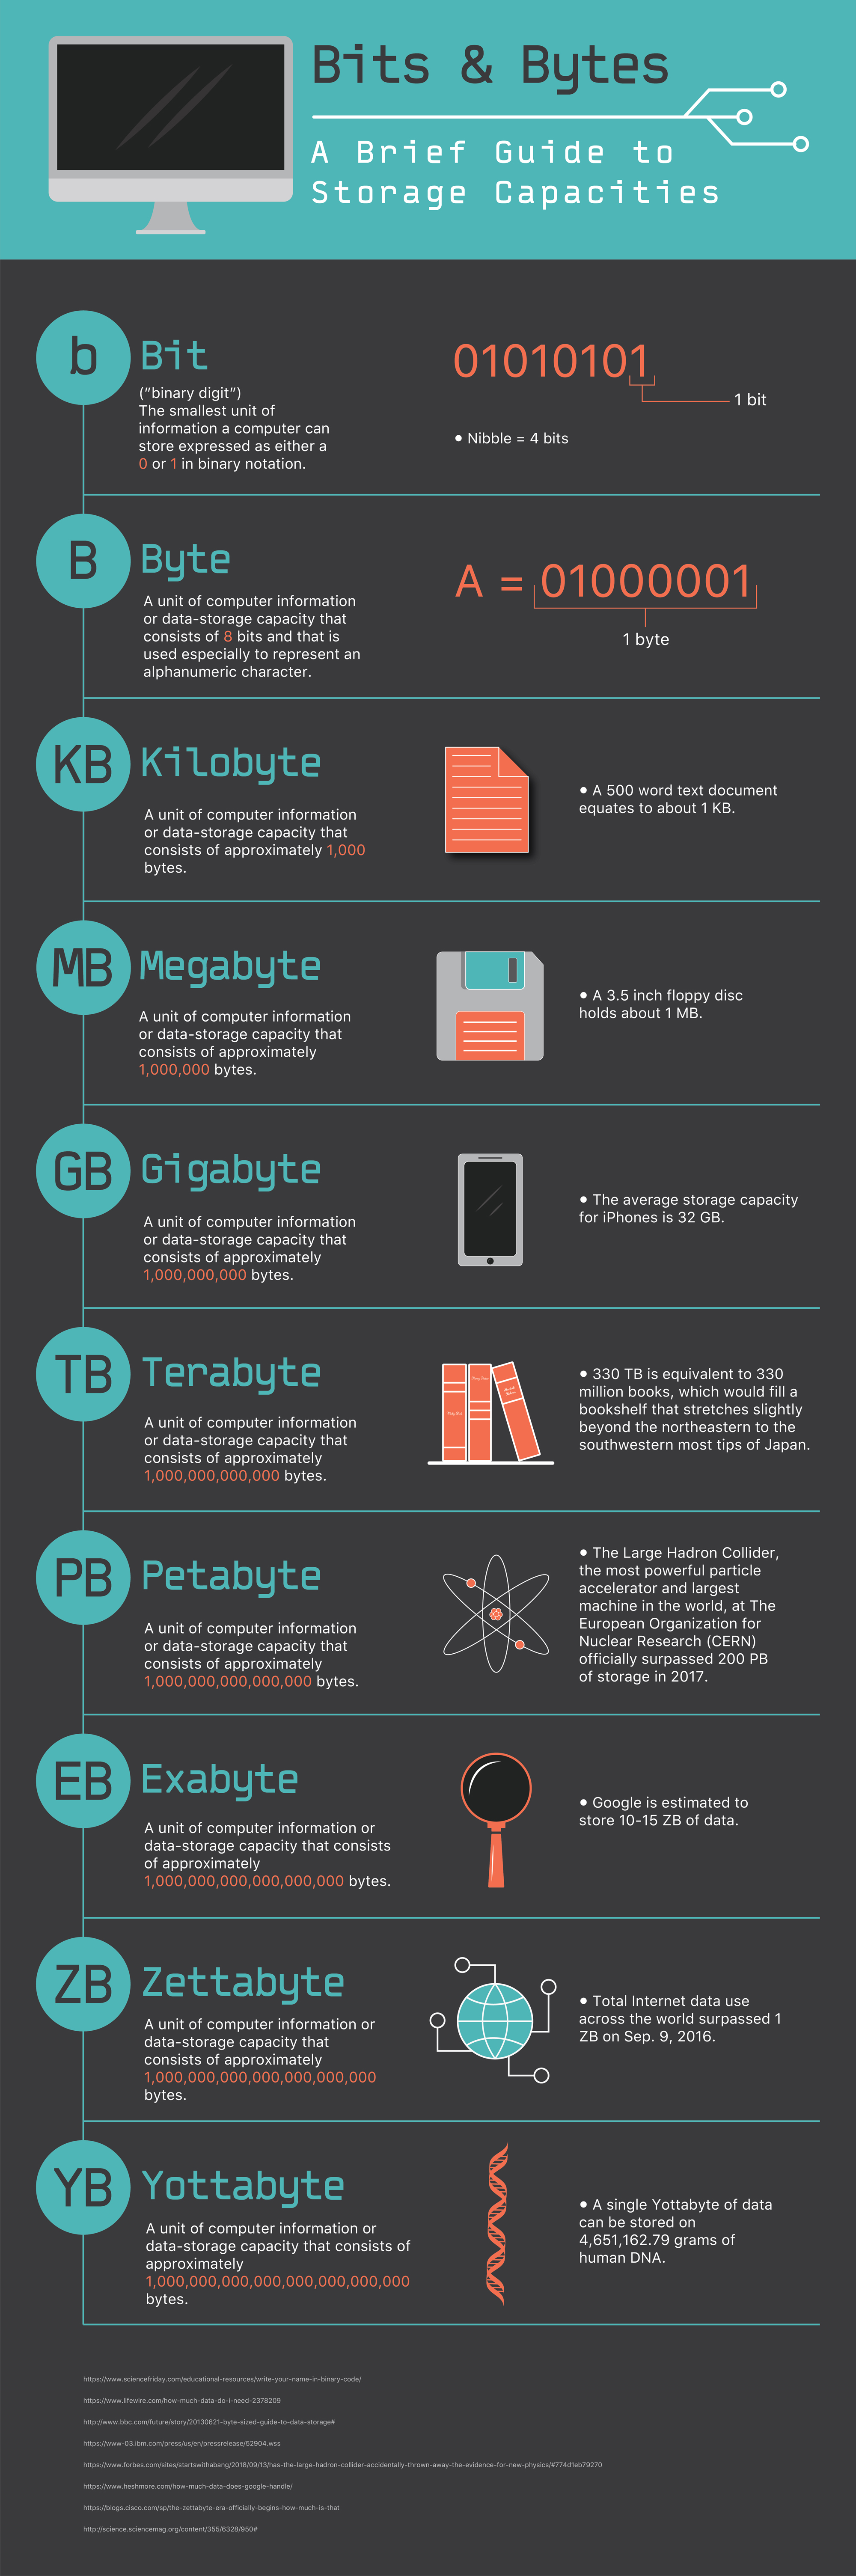 Bits & Bytes
A Brief Guide to
Storage Capacities
b
Bit
("binary digit")
The smallest unit of
information a computer can
store expressed as either a
0 or 1 in binary notation.
01010101
1 bit
• Nibble = 4 bits
B
Byte
A unit of computer information
or data-storage capacity that
consists of 8 bits and that is
used especially to represent an
alphanumeric character.
A = 01000001
1 byte
KB
Kilobyte
A unit of computer information
or data-storage capacity that
consists of approximately 1,000
bytes.
• A 500 word text document
equates to about 1 KB.
MB
Megabyte
A unit of computer information
or data-storage capacity that
consists of approximately
1,000,000 bytes.
• A 3.5 inch floppy disc
holds about 1 MB.
GB
Gigabyte
A unit of computer information
or data-storage capacity that
consists of approximately
1,000,000,000 bytes.
• The average storage capacity
for iPhones is 32 GB.
TB
Terabyte
A unit of computer information
or data-storage capacity that
consists of approximately
1,000,000,000,000 bytes.
• 330 TB is equivalent to 330
million books, which would fill a
bookshelf that stretches slightly
beyond the northeastern to the
southwestern most tips of Japan.
PB
Petabyte
A unit of computer information
or data-storage capacity that
consists of approximately
1,000,000,000,000,000 bytes.
• The Large Hadron Collider,
the most powerful particle
accelerator and largest
machine in the world, at The
European Organization for
Nuclear Research (CERN)
officially surpassed 200 PB
of storage in 2017.
EB
Exabyte
A unit of computer information or
data-storage capacity that consists
of approximately
1,000,000,000,000,000,000 bytes.
• Google is estimated to
store 10-15 ZB of data.
ZB
Zettabyte
A unit of computer information or
data-storage capacity that
consists of approximately
1,000,000,000,000,000,000,000
bytes.
• Total Internet data use
across the world surpassed 1
ZB on Sep. 9, 2016.
YB
Yottabyte
A unit of computer information or
data-storage capacity that consists of
approximately
1,000,000,000,000,000,000,000,000
bytes.
• A single Yottabyte of data
can be stored on
4,651,162.79 grams of
human DNA.
https://www.sciencefriday.com/educational-resources/write-your-name-in-binary-code/
https://www.lifewire.com/how-much-data-do-i-need-2378209
http://www.bbc.com/future/story/20130621-byte-sized-guide-to-data-storage#
https://www-03.ibm.com/press/us/en/pressrelease/52904.wss
https://www.forbes.com/sites/startswithabang/2018/09/13/has-the-large-hadron-collider-accidentally-thrown-away-the-evidence-for-new-physics/#774d1eb79270
https://www.heshmore.com/how-much-data-does-google-handle/
https://blogs.cisco.com/sp/the-zettabyte-era-officially-begins-how-much-is-that
http://science.sciencemag.org/content/355/6328/950#